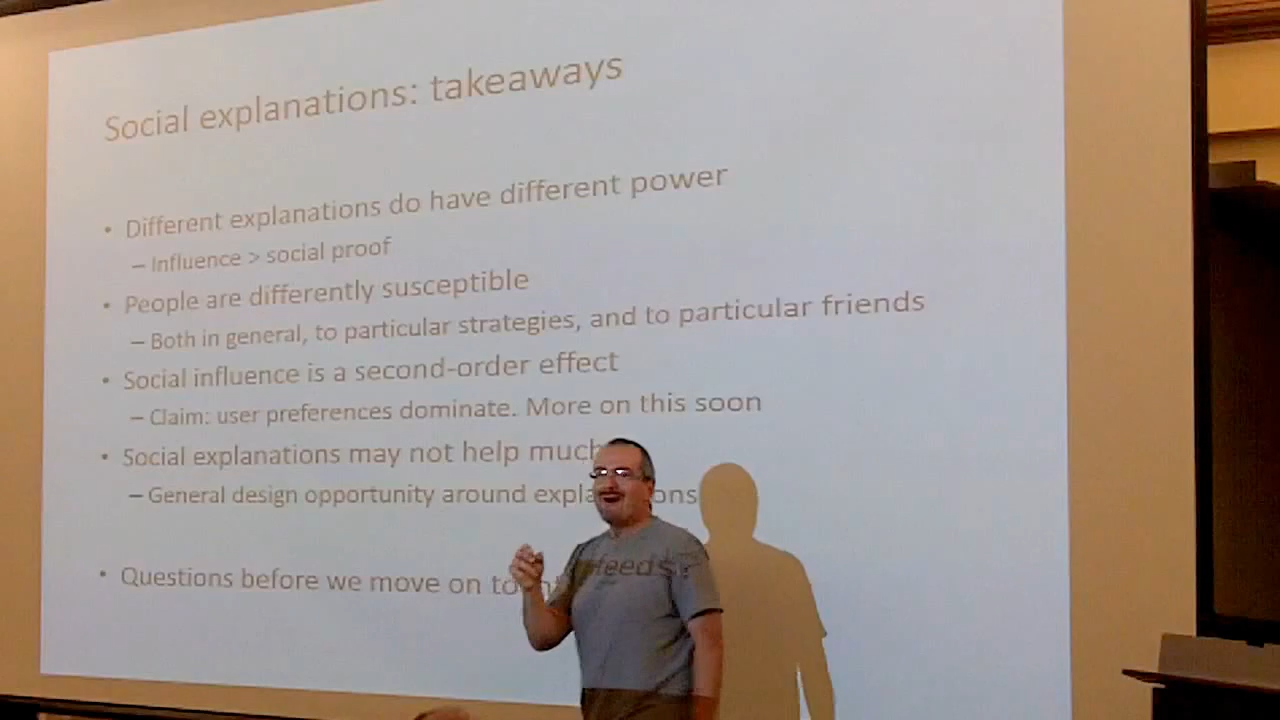 Social explanations: takeaways
• Different explanations do have different power
– Influence > social proof
• People are differently susceptible
– Both in general, to particular strategies, and to particular friends
• Social influence is a second-order effect
– Claim: user preferences dominate. More on this soon
• Social explanations may not help much
– General design opportunity around expla ons
• Questions before we move on to feeds?